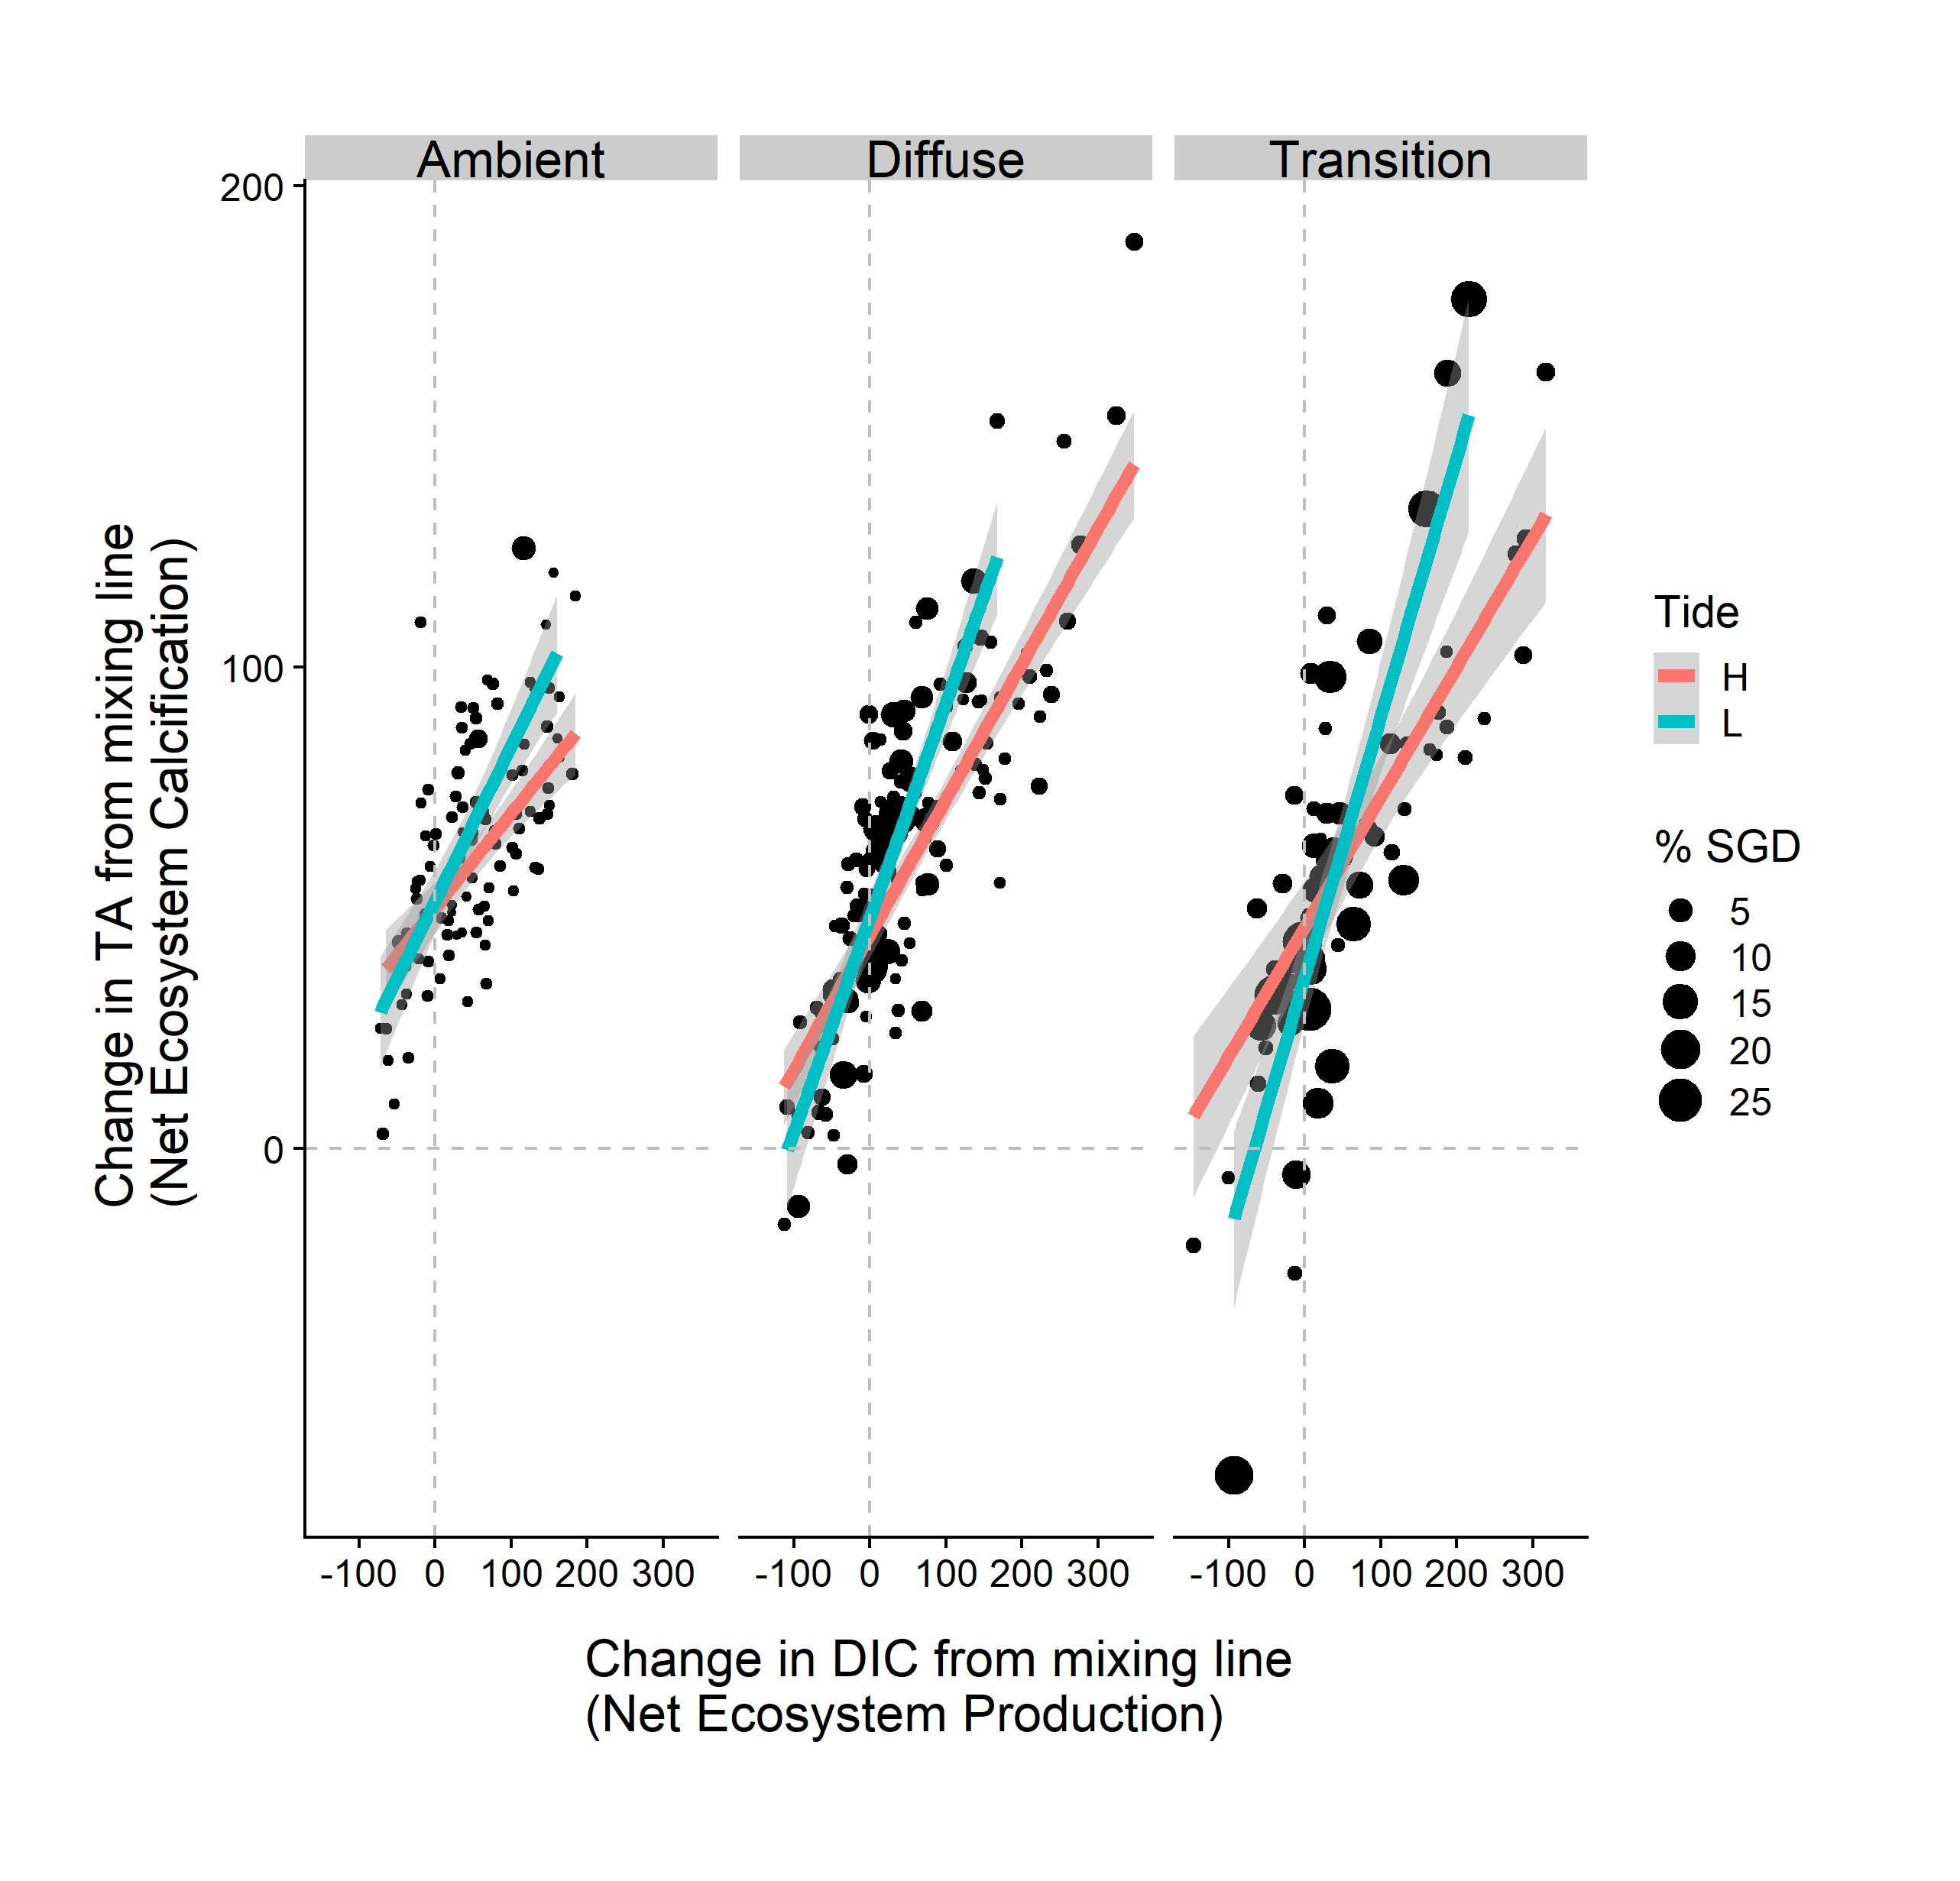 Ambient
Diffuse
Transition
200
100
0
Change in TA from mixing line
(Net Ecosystem Calcification)
-100 0 100 200 300
-100 0 100 200 300
-100 0 100 200 300
Change in DIC from mixing line
(Net Ecosystem Production)
Tide
H
L
% SGD
5
10
15
20
25